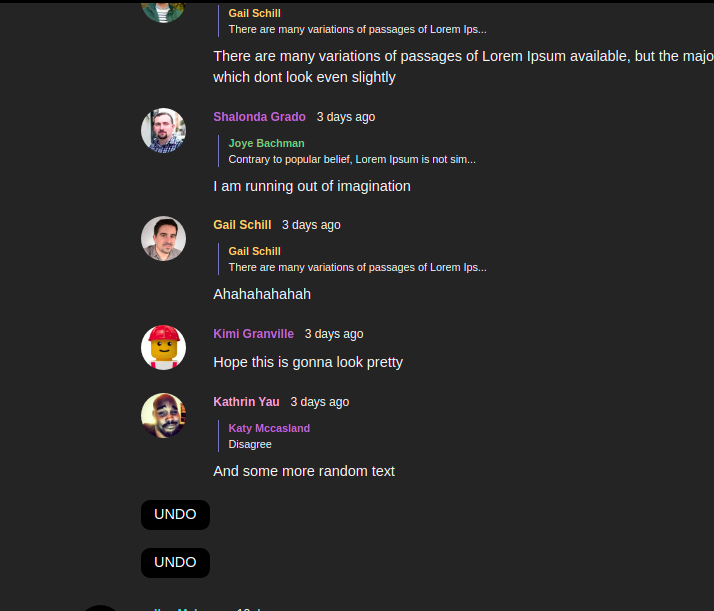 Gail Schill
There are many variations of passages of Lorem Ips...
There are many variations of passages of Lorem Ipsum available, but the majo
which dont look even slightly
Shalonda Grado 3 days ago
Joye Bachman
Contrary to popular belief, Lorem Ipsum is not sim...
I am running out of imagination
Gail Schill 3 days ago
Gail Schill
There are many variations of passages of Lorem Ips...
Ahahahahahah
Kimi Granville 3 days ago
Hope this is gonna look pretty
Kathrin Yau 3 days ago
Katy Mccasland
Disagree
And some more random text
UNDO
UNDO